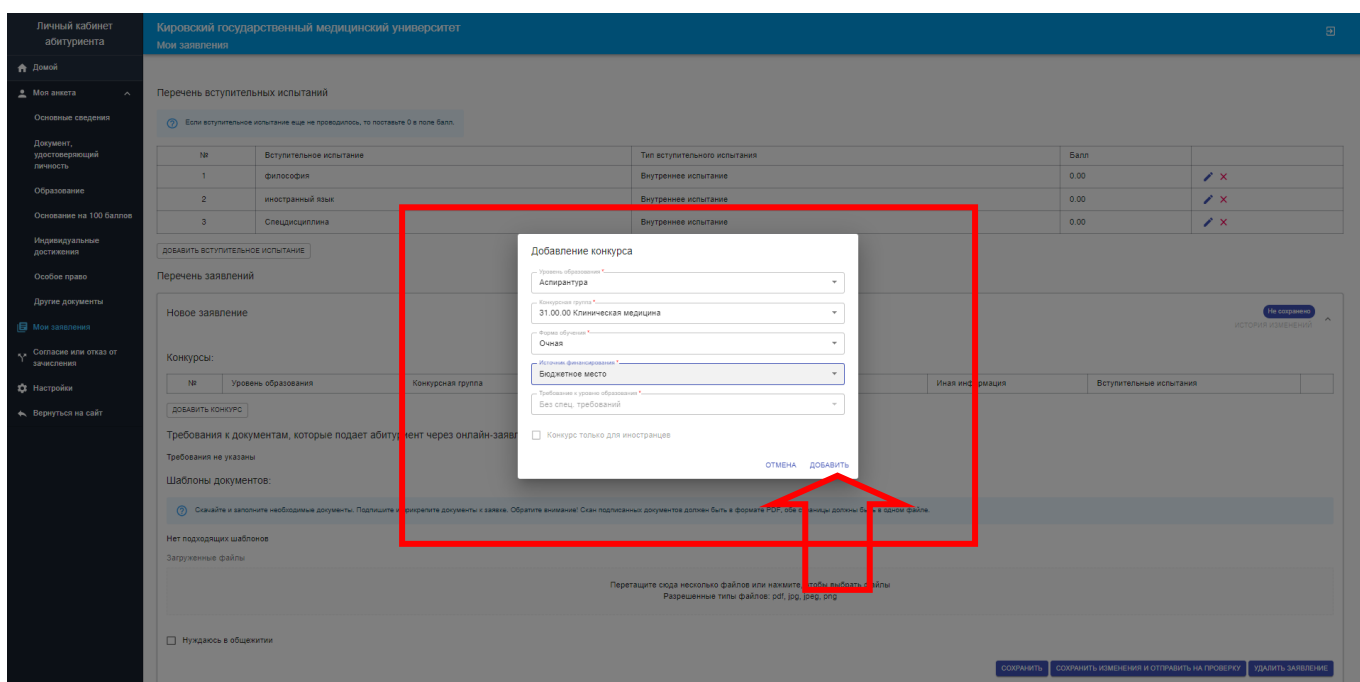 Личный кабинет
абитуриента
Домой
Моя анкета
Основные сведения
Документ,
удостоверяющий
личность
Образование
Основание на 100 баллов
Индивидуальные
достижения
Особое право
Другие документы
Мои заявления
Согласие или отказ от
зачисления
Настройки
Вернуться на сайт
Кировский государственный медицинский университет
Мои заявления
Перечень вступительных испытаний
Если вступительное испытание еще не проводилось, то поставьте 0 в поле балл.
№ Вступительное испытание Тип вступительного испытания Балл
1 философия Внутреннее испытание 0.00
2 иностранный язык Внутреннее испытание 0.00
3 Спецдисциплина Внутреннее испытание 0.00
ДОБАВИТЬ ВСТУПИТЕЛЬНОЕ ИСПЫТАНИЕ
Перечень заявлений
Новое заявление
Не сохранено
ИСТОРИЯ ИЗМЕНЕНИЙ
Конкурсы:
№ Уровень образования Конкурсная группа Иная информация Вступительные испытания
ДОБАВИТЬ КОНКУРС
Добавление конкурса
Уровень образования *
Аспирантура
Конкурсная группа *
31.00.00 Клиническая медицина
Форма обучения *
Очная
Источник финансирования *
Бюджетное место
Требования к уровню образования *
Без спец. требований
Конкурс только для иностранцев
ОТМЕНА ДОБАВИТЬ
Требования к документам, которые подает абитуриент через онлайн-заявл
Требования не указаны
Шаблоны документов:
Скачайте и заполните необходимые документы. Подпишите и прикрепите документы к заявке. Обратите внимание! Скан подписанных документов должен быть в формате PDF, обе страницы должны быть в одном файле.
Нет подходящих шаблонов
Загруженные файлы
Перетащите сюда несколько файлов или нажмите, чтобы выбрать файлы
Разрешенные типы файлов: pdf, jpg, jpeg, png
Нуждаюсь в общежитии
СОХРАНИТЬ СОХРАНИТЬ ИЗМЕНЕНИЯ И ОТПРАВИТЬ НА ПРОВЕРКУ УДАЛИТЬ ЗАЯВЛЕНИЕ